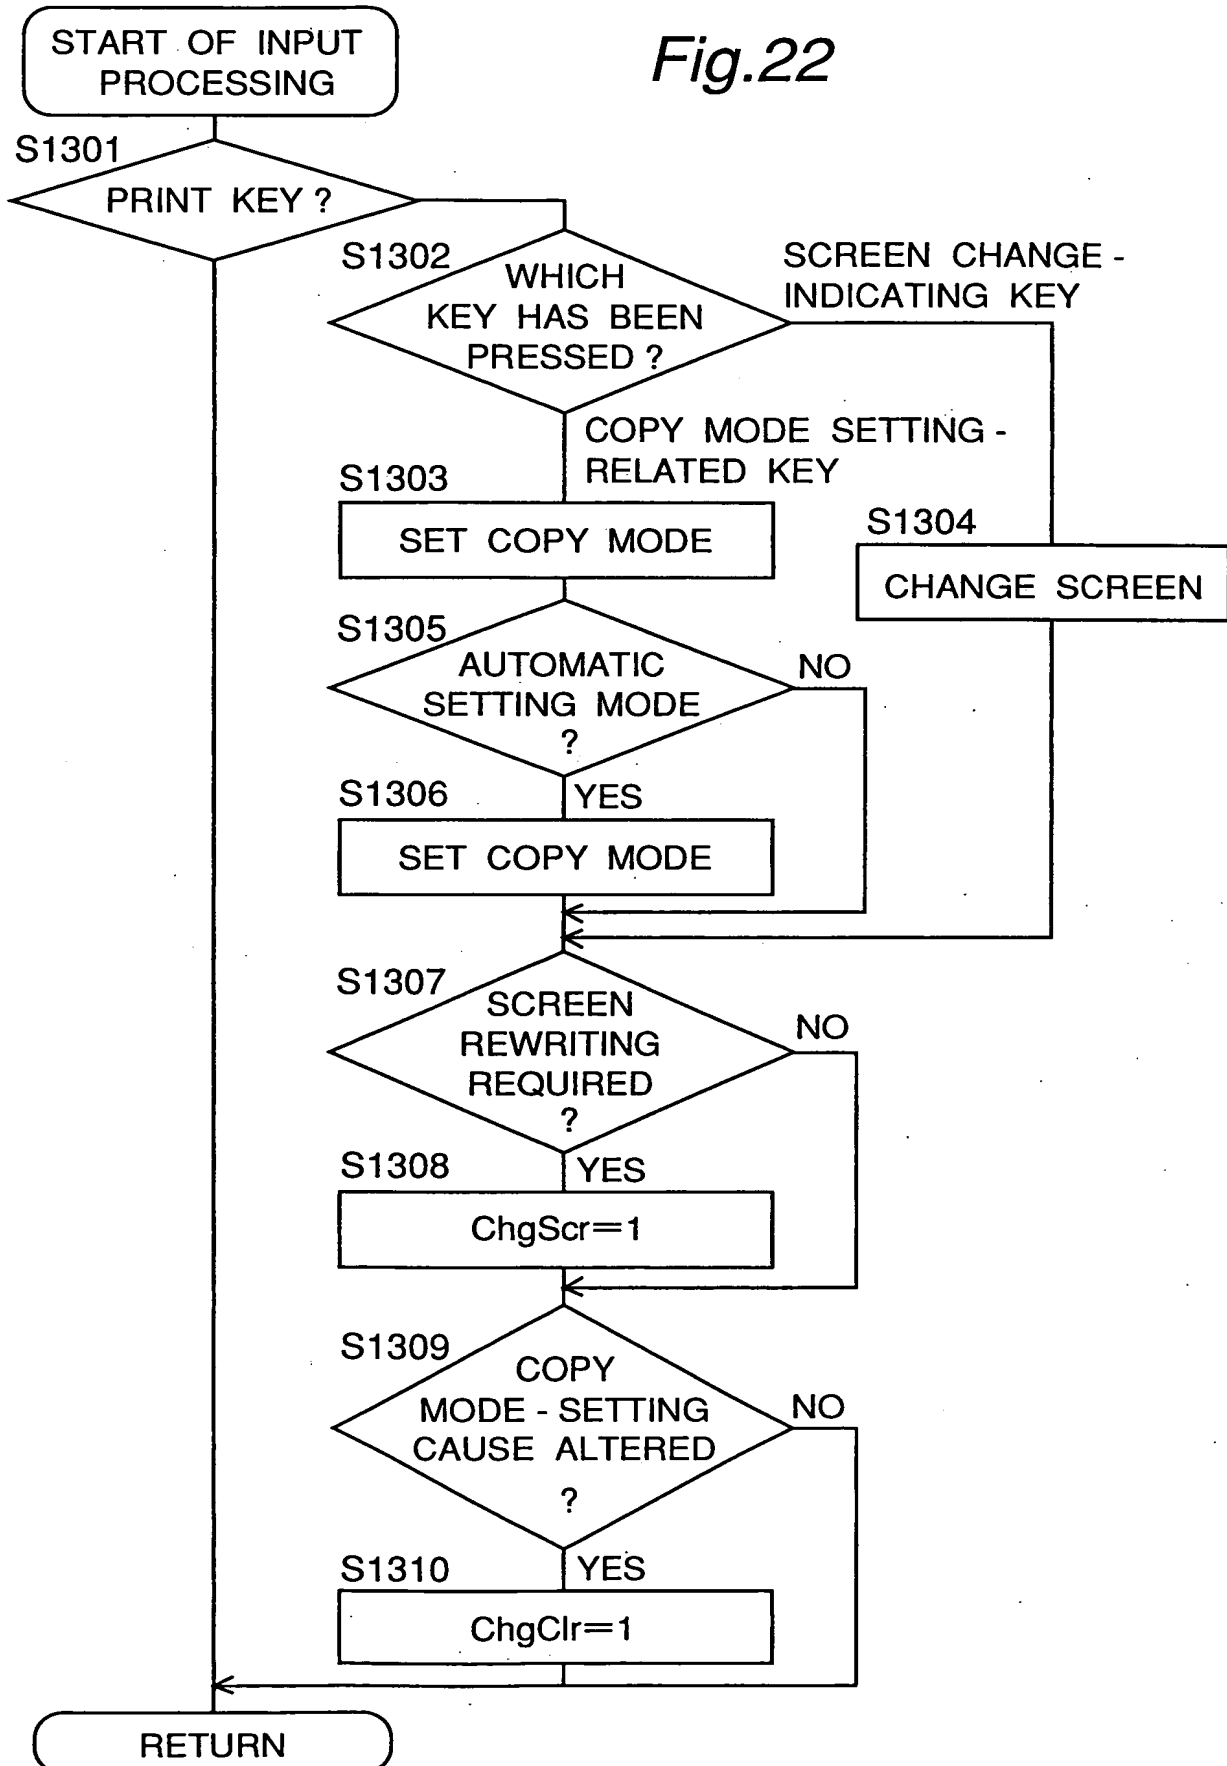 Fig.22
START OF INPUT
PROCESSING
S1301
PRINT KEY ?
S1302
WHICH
KEY HAS BEEN
PRESSED ?
SCREEN CHANGE -
INDICATING KEY
COPY MODE SETTING -
RELATED KEY
S1303
SET COPY MODE
S1304
CHANGE SCREEN
S1305
AUTOMATIC
SETTING MODE
?
NO
YES
S1306
SET COPY MODE
S1307
SCREEN
REWRITING
REQUIRED
?
NO
YES
S1308
ChgScr=1
S1309
COPY
MODE - SETTING
CAUSE ALTERED
?
NO
YES
S1310
ChgClr=1
RETURN